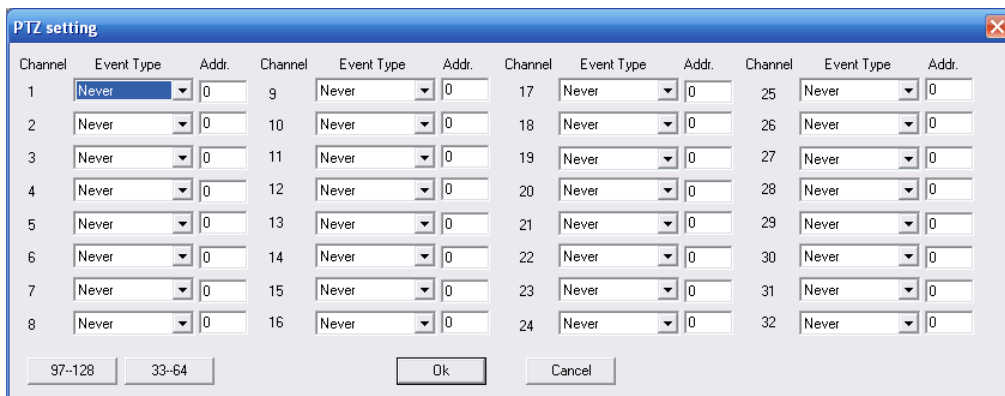 PTZ setting
Channel Event Type Addr. Channel Event Type Addr. Channel Event Type Addr. Channel Event Type Addr.
1 Never 0 9 Never 0 17 Never 0 25 Never 0
2 Never 0 10 Never 0 18 Never 0 26 Never 0
3 Never 0 11 Never 0 19 Never 0 27 Never 0
4 Never 0 12 Never 0 20 Never 0 28 Never 0
5 Never 0 13 Never 0 21 Never 0 29 Never 0
6 Never 0 14 Never 0 22 Never 0 30 Never 0
7 Never 0 15 Never 0 23 Never 0 31 Never 0
8 Never 0 16 Never 0 24 Never 0 32 Never 0
97--128 33--64 Ok Cancel